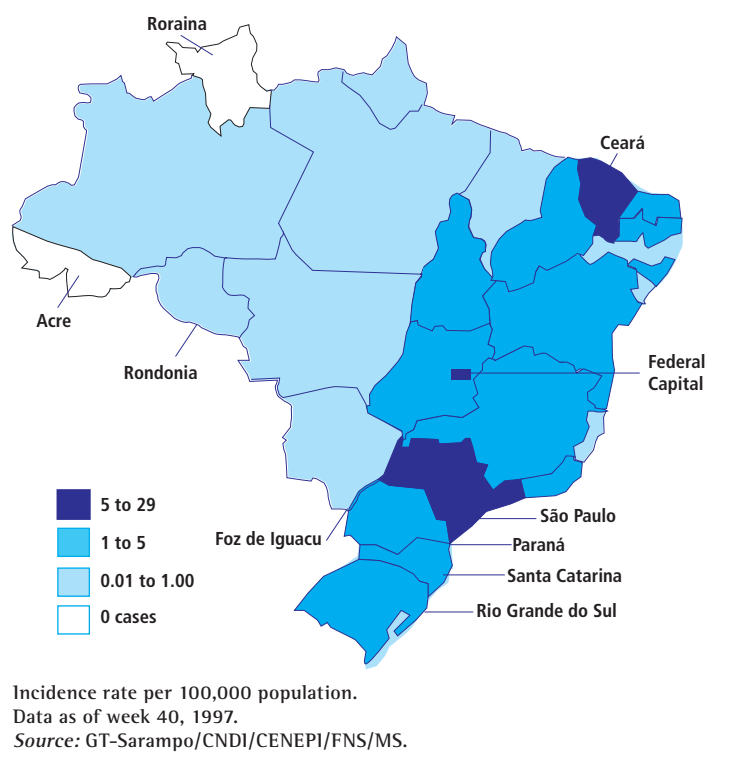 Roraina
Ceará
Acre
Rondonia
Federal
Capital
5 to 29
1 to 5
0.01 to 1.00
0 cases
Foz de Iguacu
São Paulo
Paraná
Santa Catarina
Rio Grande do Sul
Incidence rate per 100,000 population.
Data as of week 40, 1997.
Source: GT-Sarampo/CNDI/CENEPI/FNS/MS.